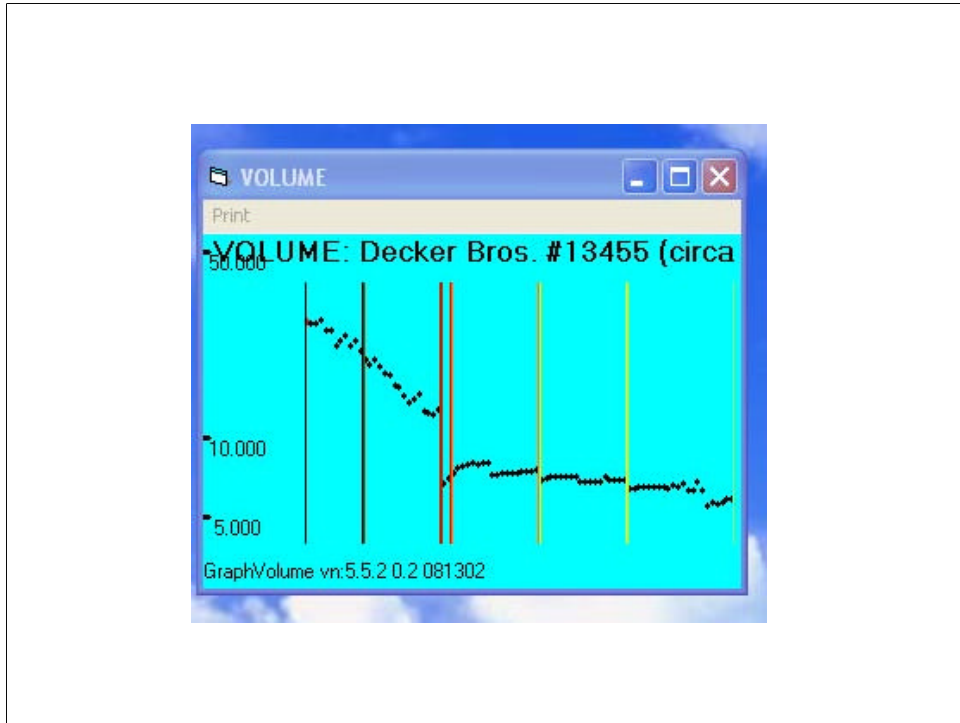 VOLUME
Print
VOLUME: Decker Bros. #13455 (circa
50.000
10.000
5.000
GraphVolume vn:5.5.2 0.2 081302